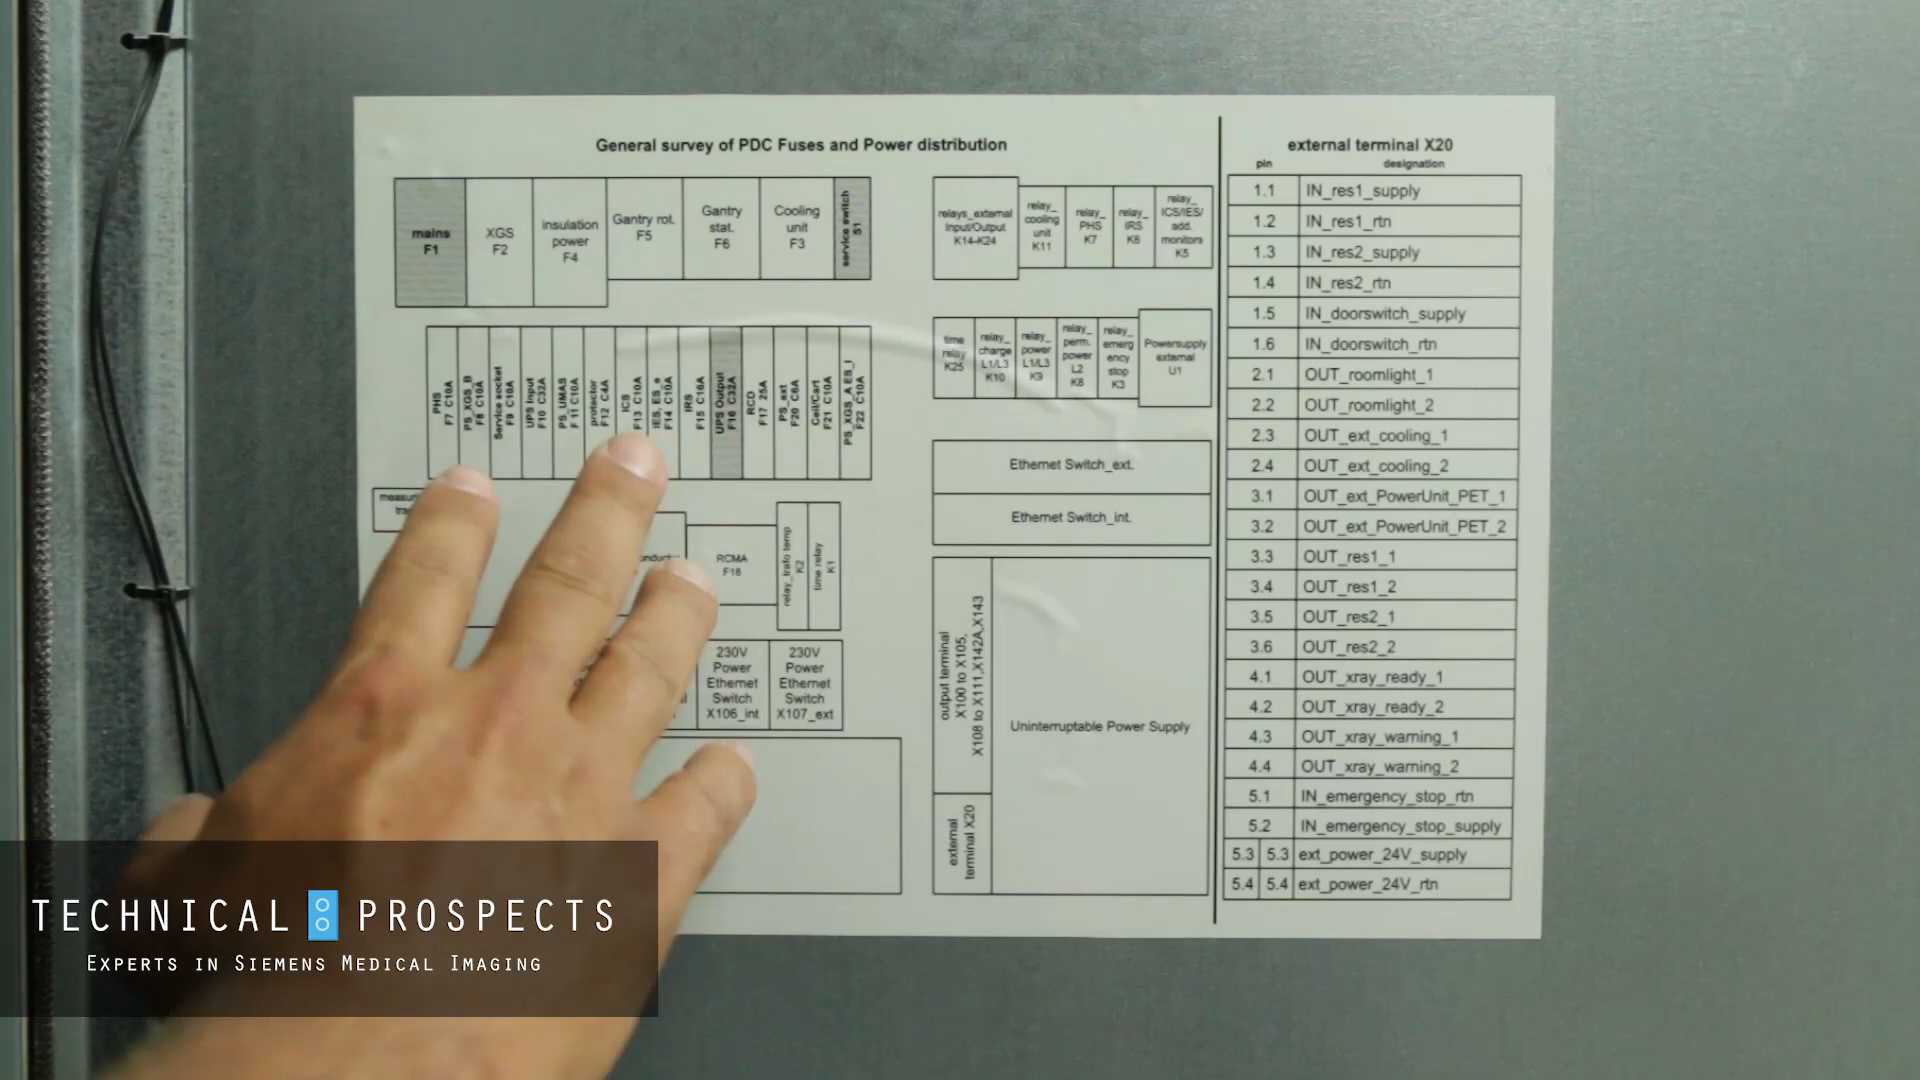 General survey of PDC Fuses and Power distribution
mains
F1
XGS
F2
insulation
power
F4
Gantry rot.
F5
Gantry
stat.
F6
Cooling
unit
F3
service switch
S1
PHS
F7 C10A
PS_XGS_B
F8 C10A
Service socket
F9 C10A
UPS Input
F10 C32A
PS_UMAS
F11 C10A
protector
F12 C4A
ICS
F13 C10A
IES, ES_e
F14 C10A
IRS
F15 C16A
UPS Output
F16 C32A
RCD
F17 25A
PS_ext
F20 C6A
Ceil/Cart
F21 C10A
PS_XGS_A ES_I
F22 C10A
RCMA
F18
relay_trafo temp
K2
time relay
K1
230V
Power
Ethernet
Switch
X106_int
230V
Power
Ethernet
Switch
X107_ext
relays_external
Input/Output
K14-K24
relay_
cooling
unit
K11
relay_
PHS
K7
relay_
IRS
K6
relay_
ICS/IES/
add.
monitors
K5
time
relay
K25
relay_
charge
L1/L3
K10
relay_
power
L1/L3
K9
relay_
perm.
power
L2
K8
relay_
emerg
ency
stop
K3
Powersupply
external
U1
Ethernet Switch_ext.
Ethernet Switch_int.
output terminal
X100 to X105,
X108 to X111,X142A,X143
Uninterruptable Power Supply
external
terminal X20
external terminal X20
pin designation
1.1 IN_res1_supply
1.2 IN_res1_rtn
1.3 IN_res2_supply
1.4 IN_res2_rtn
1.5 IN_doorswitch_supply
1.6 IN_doorswitch_rtn
2.1 OUT_roomlight_1
2.2 OUT_roomlight_2
2.3 OUT_ext_cooling_1
2.4 OUT_ext_cooling_2
3.1 OUT_ext_PowerUnit_PET_1
3.2 OUT_ext_PowerUnit_PET_2
3.3 OUT_res1_1
3.4 OUT_res1_2
3.5 OUT_res2_1
3.6 OUT_res2_2
4.1 OUT_xray_ready_1
4.2 OUT_xray_ready_2
4.3 OUT_xray_warning_1
4.4 OUT_xray_warning_2
5.1 IN_emergency_stop_rtn
5.2 IN_emergency_stop_supply
5.3 5.3 ext_power_24V_supply
5.4 5.4 ext_power_24V_rtn
TECHNICAL PROSPECTS
EXPERTS IN SIEMENS MEDICAL IMAGING